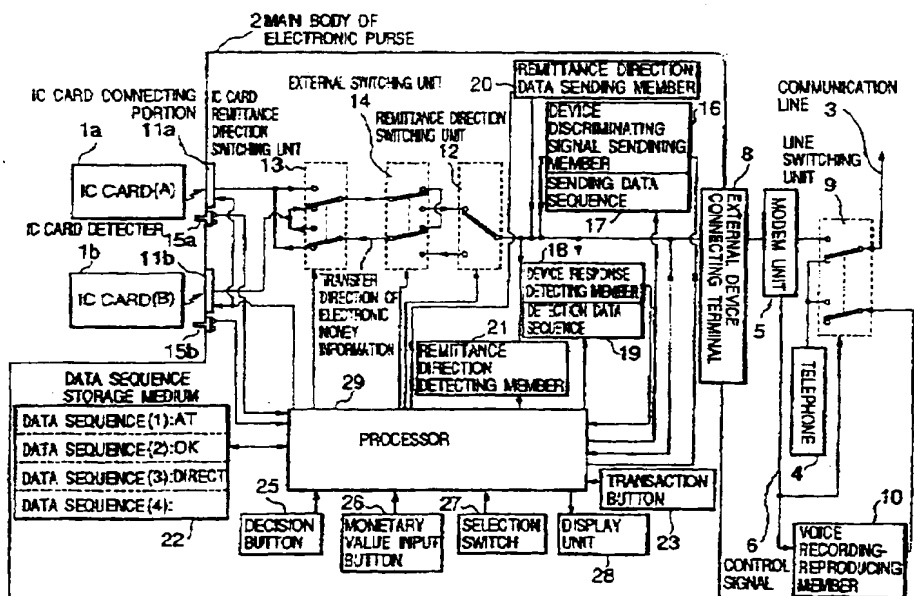 2
MAIN BODY OF
ELECTRONIC PURSE
IC CARD CONNECTING
PORTION
1a
11a
IC CARD(A)
IC CARD DETECTER
15a
1b
11b
IC CARD(B)
15b
IC CARD
REMITTANCE
DIRECTION
SWITCHING UNIT
13
EXTERNAL SWITCHING UNIT
14
REMITTANCE DIRECTION
SWITCHING UNIT
12
20
REMITTANCE DIRECTION
DATA SENDING MEMBER
16
DEVICE
DISCRIMINATING
SIGNAL SENDINING
MEMBER
SENDING DATA
SEQUENCE
17
18
DEVICE RESPONSE
DETECTING MEMBER
DETECTION DATA
SEQUENCE
19
TRANSFER
DIRECTION OF
ELECTRONIC
MONEY
INFORMATION
21
REMITTANCE
DIRECTION
DETECTING MEMBER
8
EXTERNAL DEVICE
CONNECTING TERMINAL
MODEM UNIT
5
COMMUNICATION
LINE
3
LINE
SWITCHING
UNIT
9
TELEPHONE
4
DATA SEQUENCE
STORAGE MEDIUM
DATA SEQUENCE(1):AT
DATA SEQUENCE(2):OK
DATA SEQUENCE(3):DIRECT
DATA SEQUENCE(4):
22
29
PROCESSOR
25
DECISION
BUTTON
26
MONETARY
VALUE INPUT
BUTTON
27
SELECTION
SWITCH
DISPLAY
UNIT
28
TRANSACTION
BUTTON
23
6
CONTROL
SIGNAL
10
VOICE
RECORDING-
REPRODUCING
MEMBER